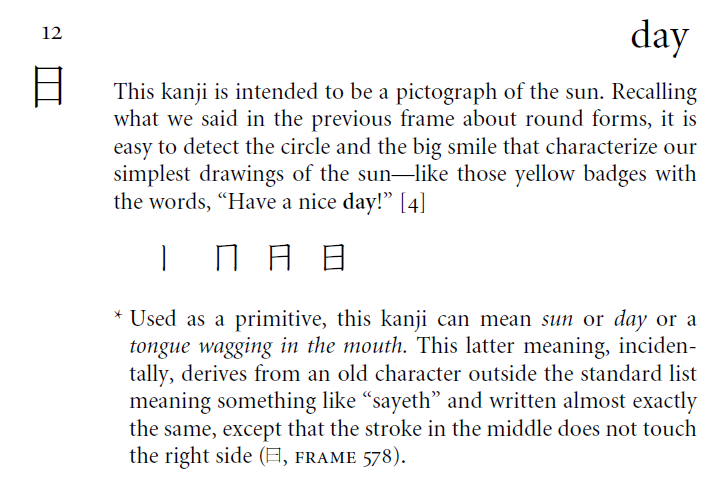 12
day
日
This kanji is intended to be a pictograph of the sun. Recalling
what we said in the previous frame about round forms, it is
easy to detect the circle and the big smile that characterize our
simplest drawings of the sun—like those yellow badges with
the words, “Have a nice day!” [4]
丨 冂 月 日
* Used as a primitive, this kanji can mean sun or day or a
tongue wagging in the mouth. This latter meaning, inciden-
tally, derives from an old character outside the standard list
meaning something like “sayeth” and written almost exactly
the same, except that the stroke in the middle does not touch
the right side (曰, FRAME 578).